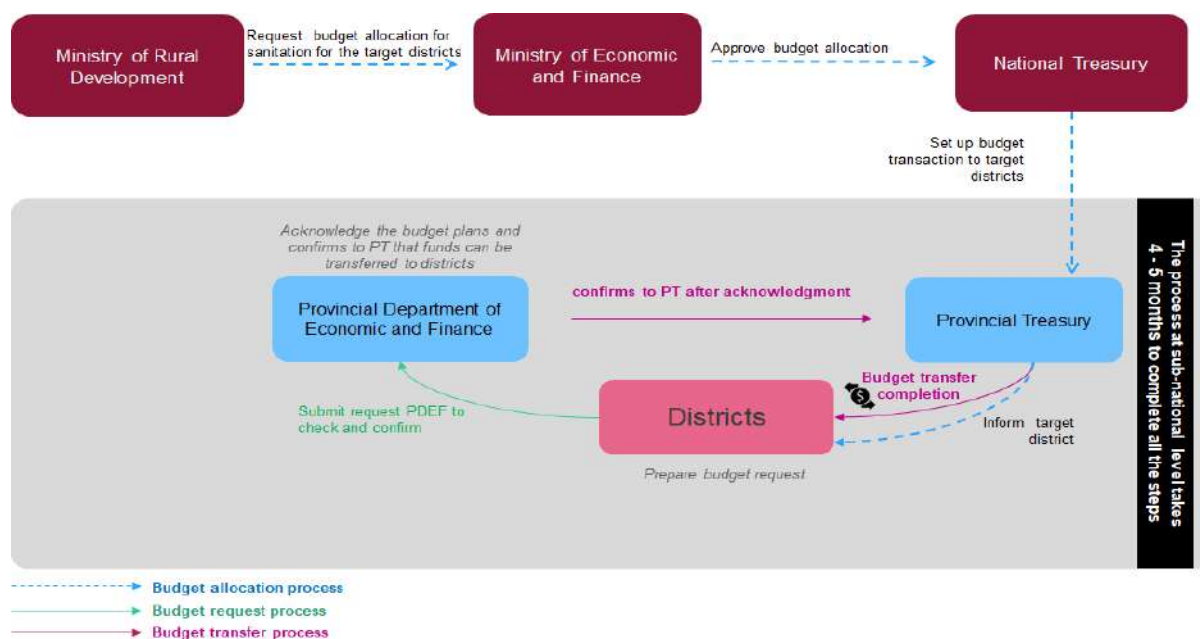 Ministry of Rural
Development
Request budget allocation for
sanitation for the target districts
Ministry of Economic
and Finance
Approve budget allocation
National Treasury
Set up budget
transaction to target
districts
Acknowledge the budget plans and
confirms to PT that funds can be
transferred to districts
Provincial Department of
Economic and Finance
confirms to PT after acknowledgment
Provincial Treasury
Budget transfer
completion
Submit request PDEF to
check and confirm
Districts
Inform target
district
Prepare budget request
The process at sub-national level takes
4 - 5 months to complete all the steps
Budget allocation process
Budget request process
Budget transfer process